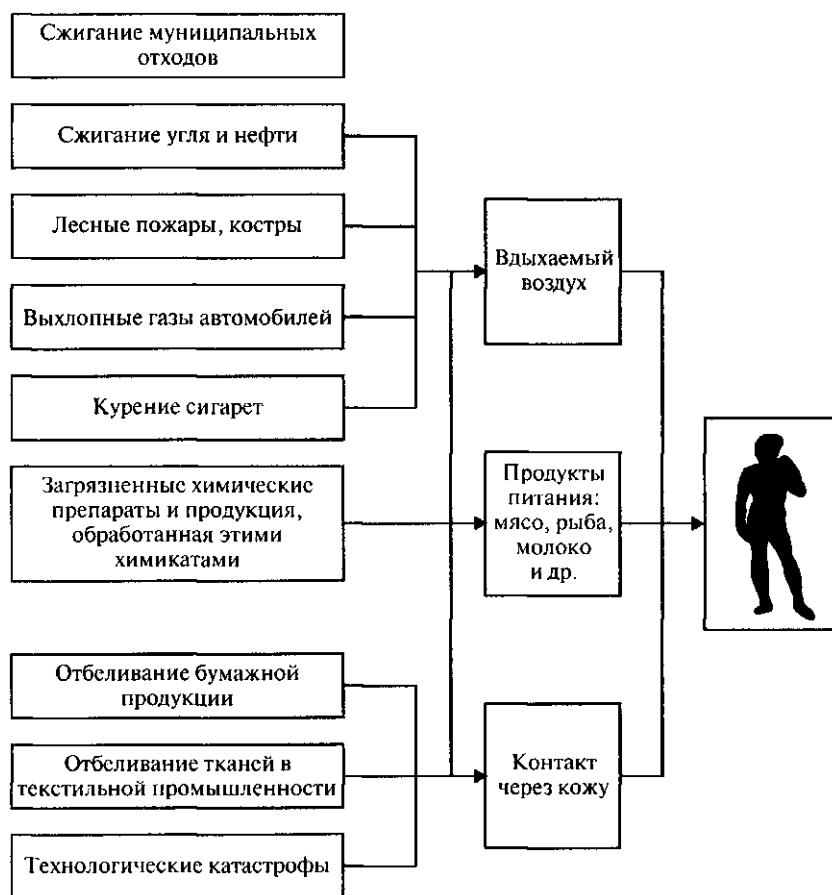 Сжигание муниципальных
отходов
Сжигание угля и нефти
Лесные пожары, костры
Выхлопные газы автомобилей
Курение сигарет
Загрязненные химические
препараты и продукция,
обработанная этими
химикатами
Отбеливание бумажной
продукции
Отбеливание тканей в
текстильной промышленности
Технологические катастрофы
Вдыхаемый
воздух
Продукты
питания:
мясо, рыба,
молоко
и др.
Контакт
через кожу